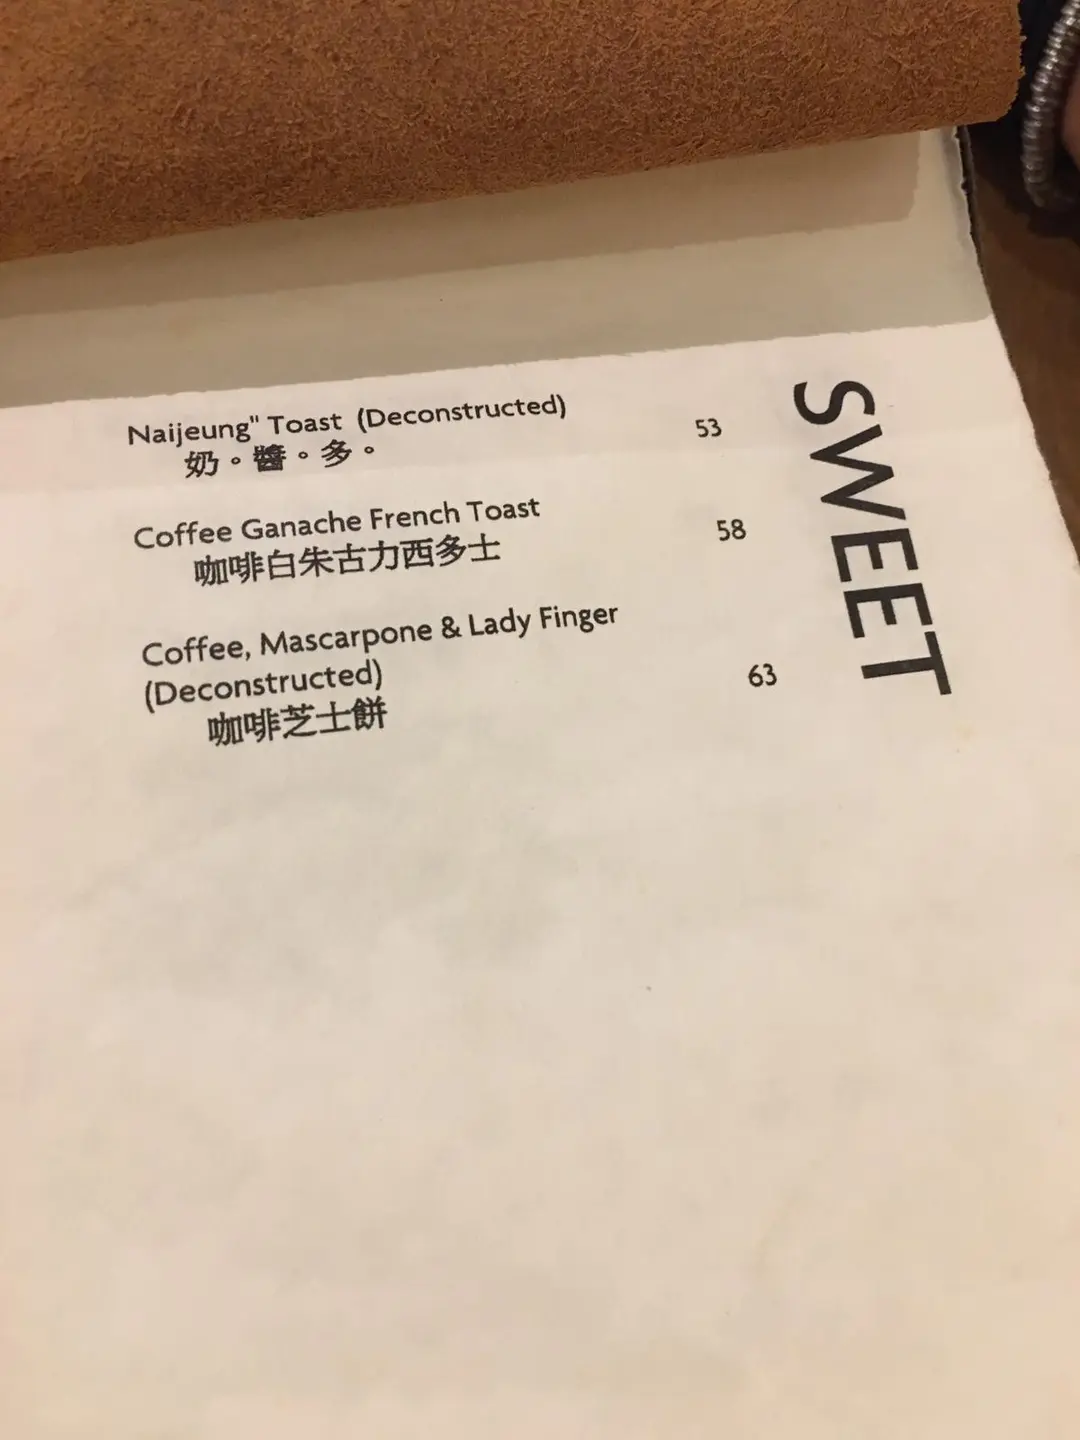 SWEET
Naijeung" Toast (Deconstructed) 53
奶。醬。多。
Coffee Ganache French Toast 58
咖啡白朱古力西多士
Coffee, Mascarpone & Lady Finger
(Deconstructed) 63
咖啡芝士餅